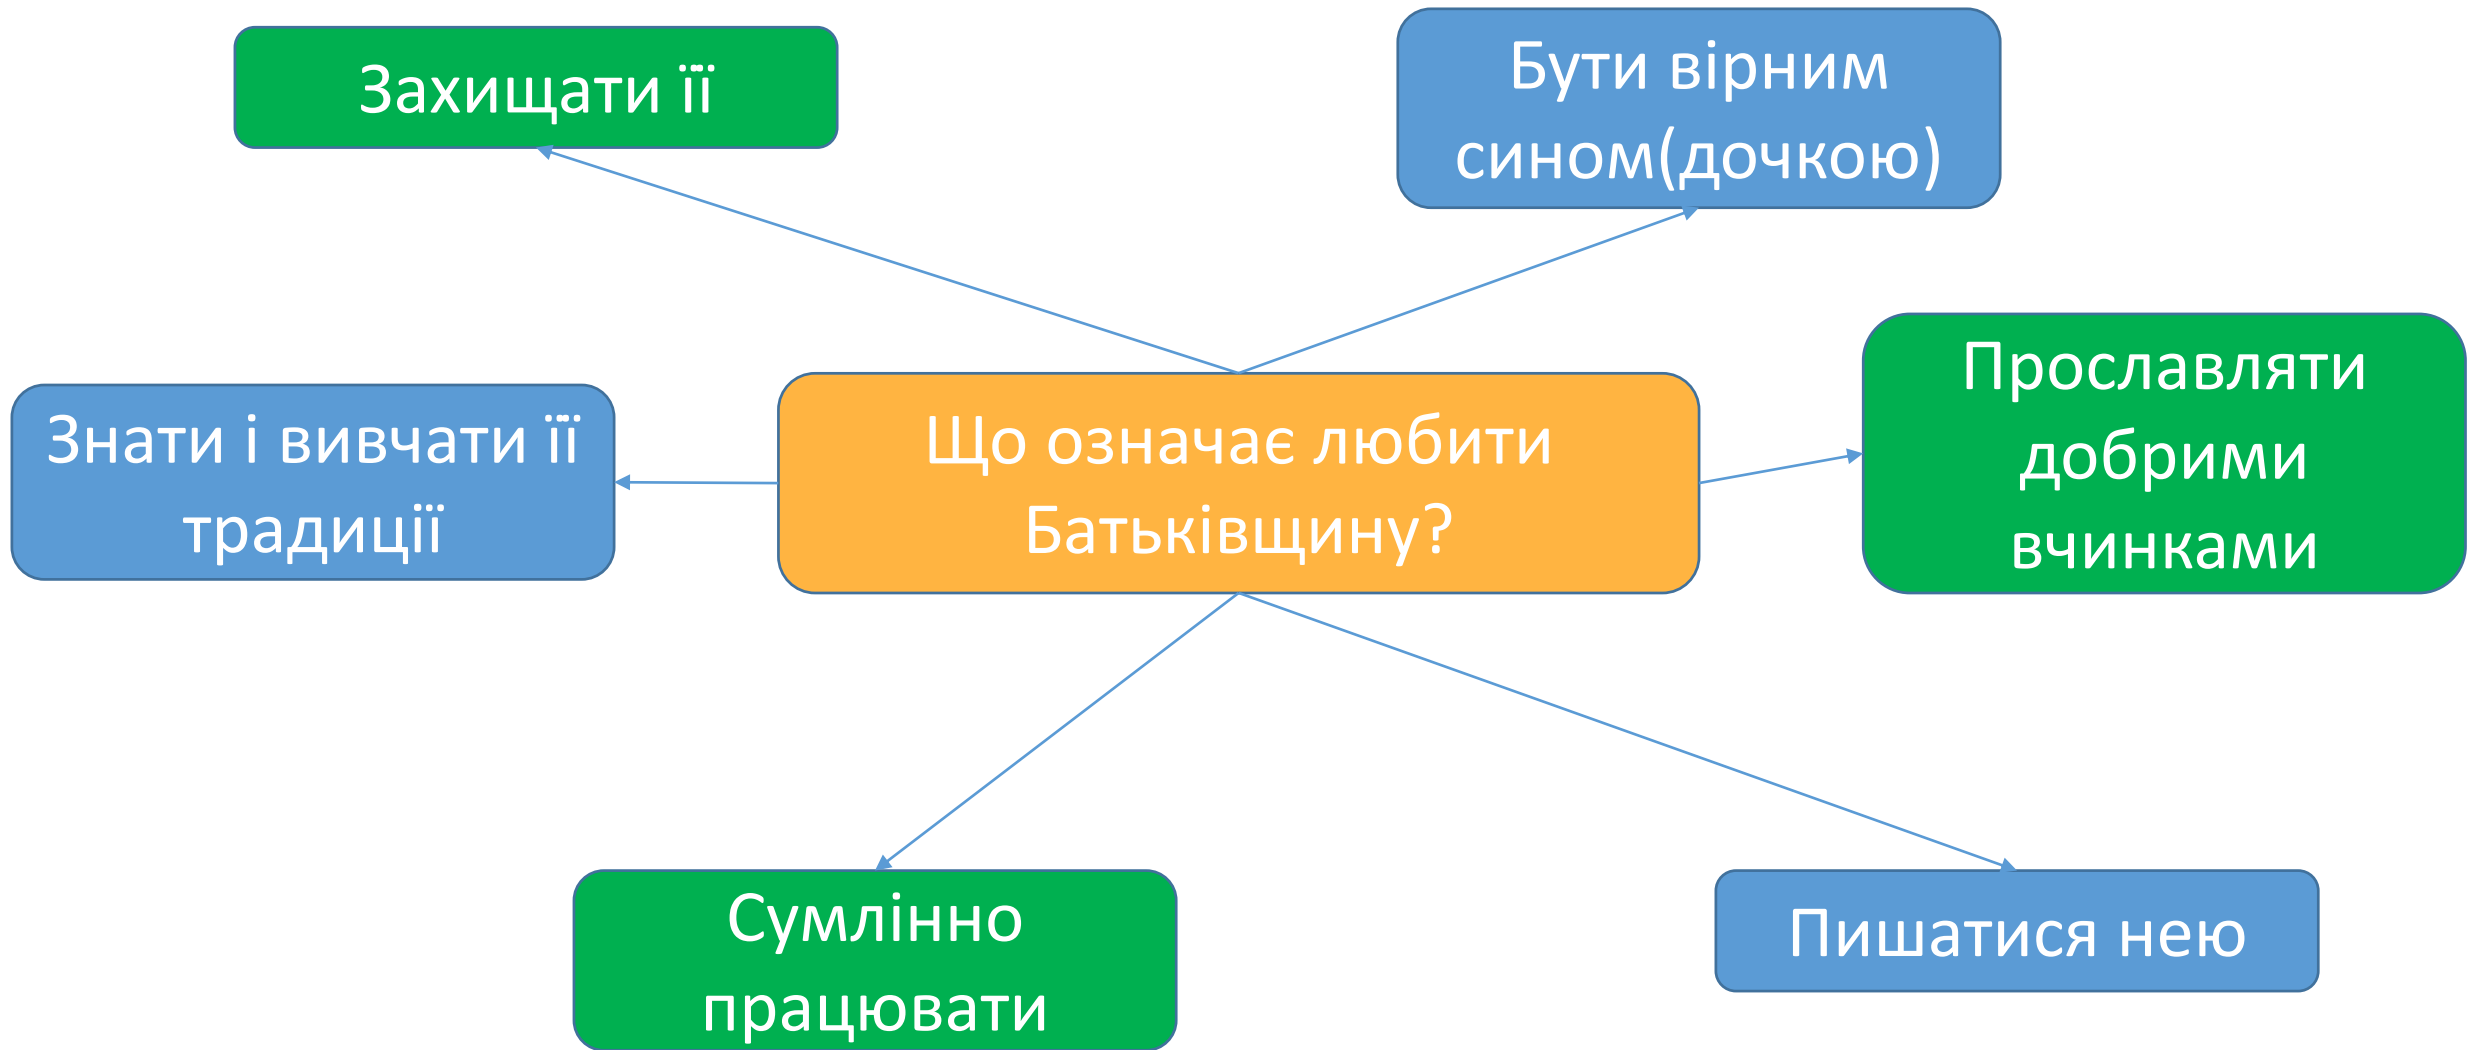 Захищати її
Бути вірним
сином(дочкою)
Знати і вивчати її
традиції
Що означає любити
Батьківщину?
Прославляти
добрими
вчинками
Сумлінно
працювати
Пишатися нею